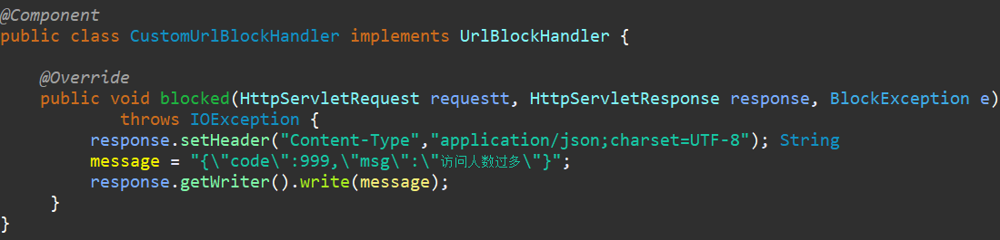 @Component
public class CustomUrlBlockHandler implements UrlBlockHandler {
@Override
public void blocked(HttpServletRequest requestt, HttpServletResponse response, BlockException e)
throws IOException {
response.setHeader("Content-Type","application/json;charset=UTF-8"); String
message = "{\"code\":999,\"msg\":\"访问人数过多\"}";
response.getWriter().write(message);
}
}